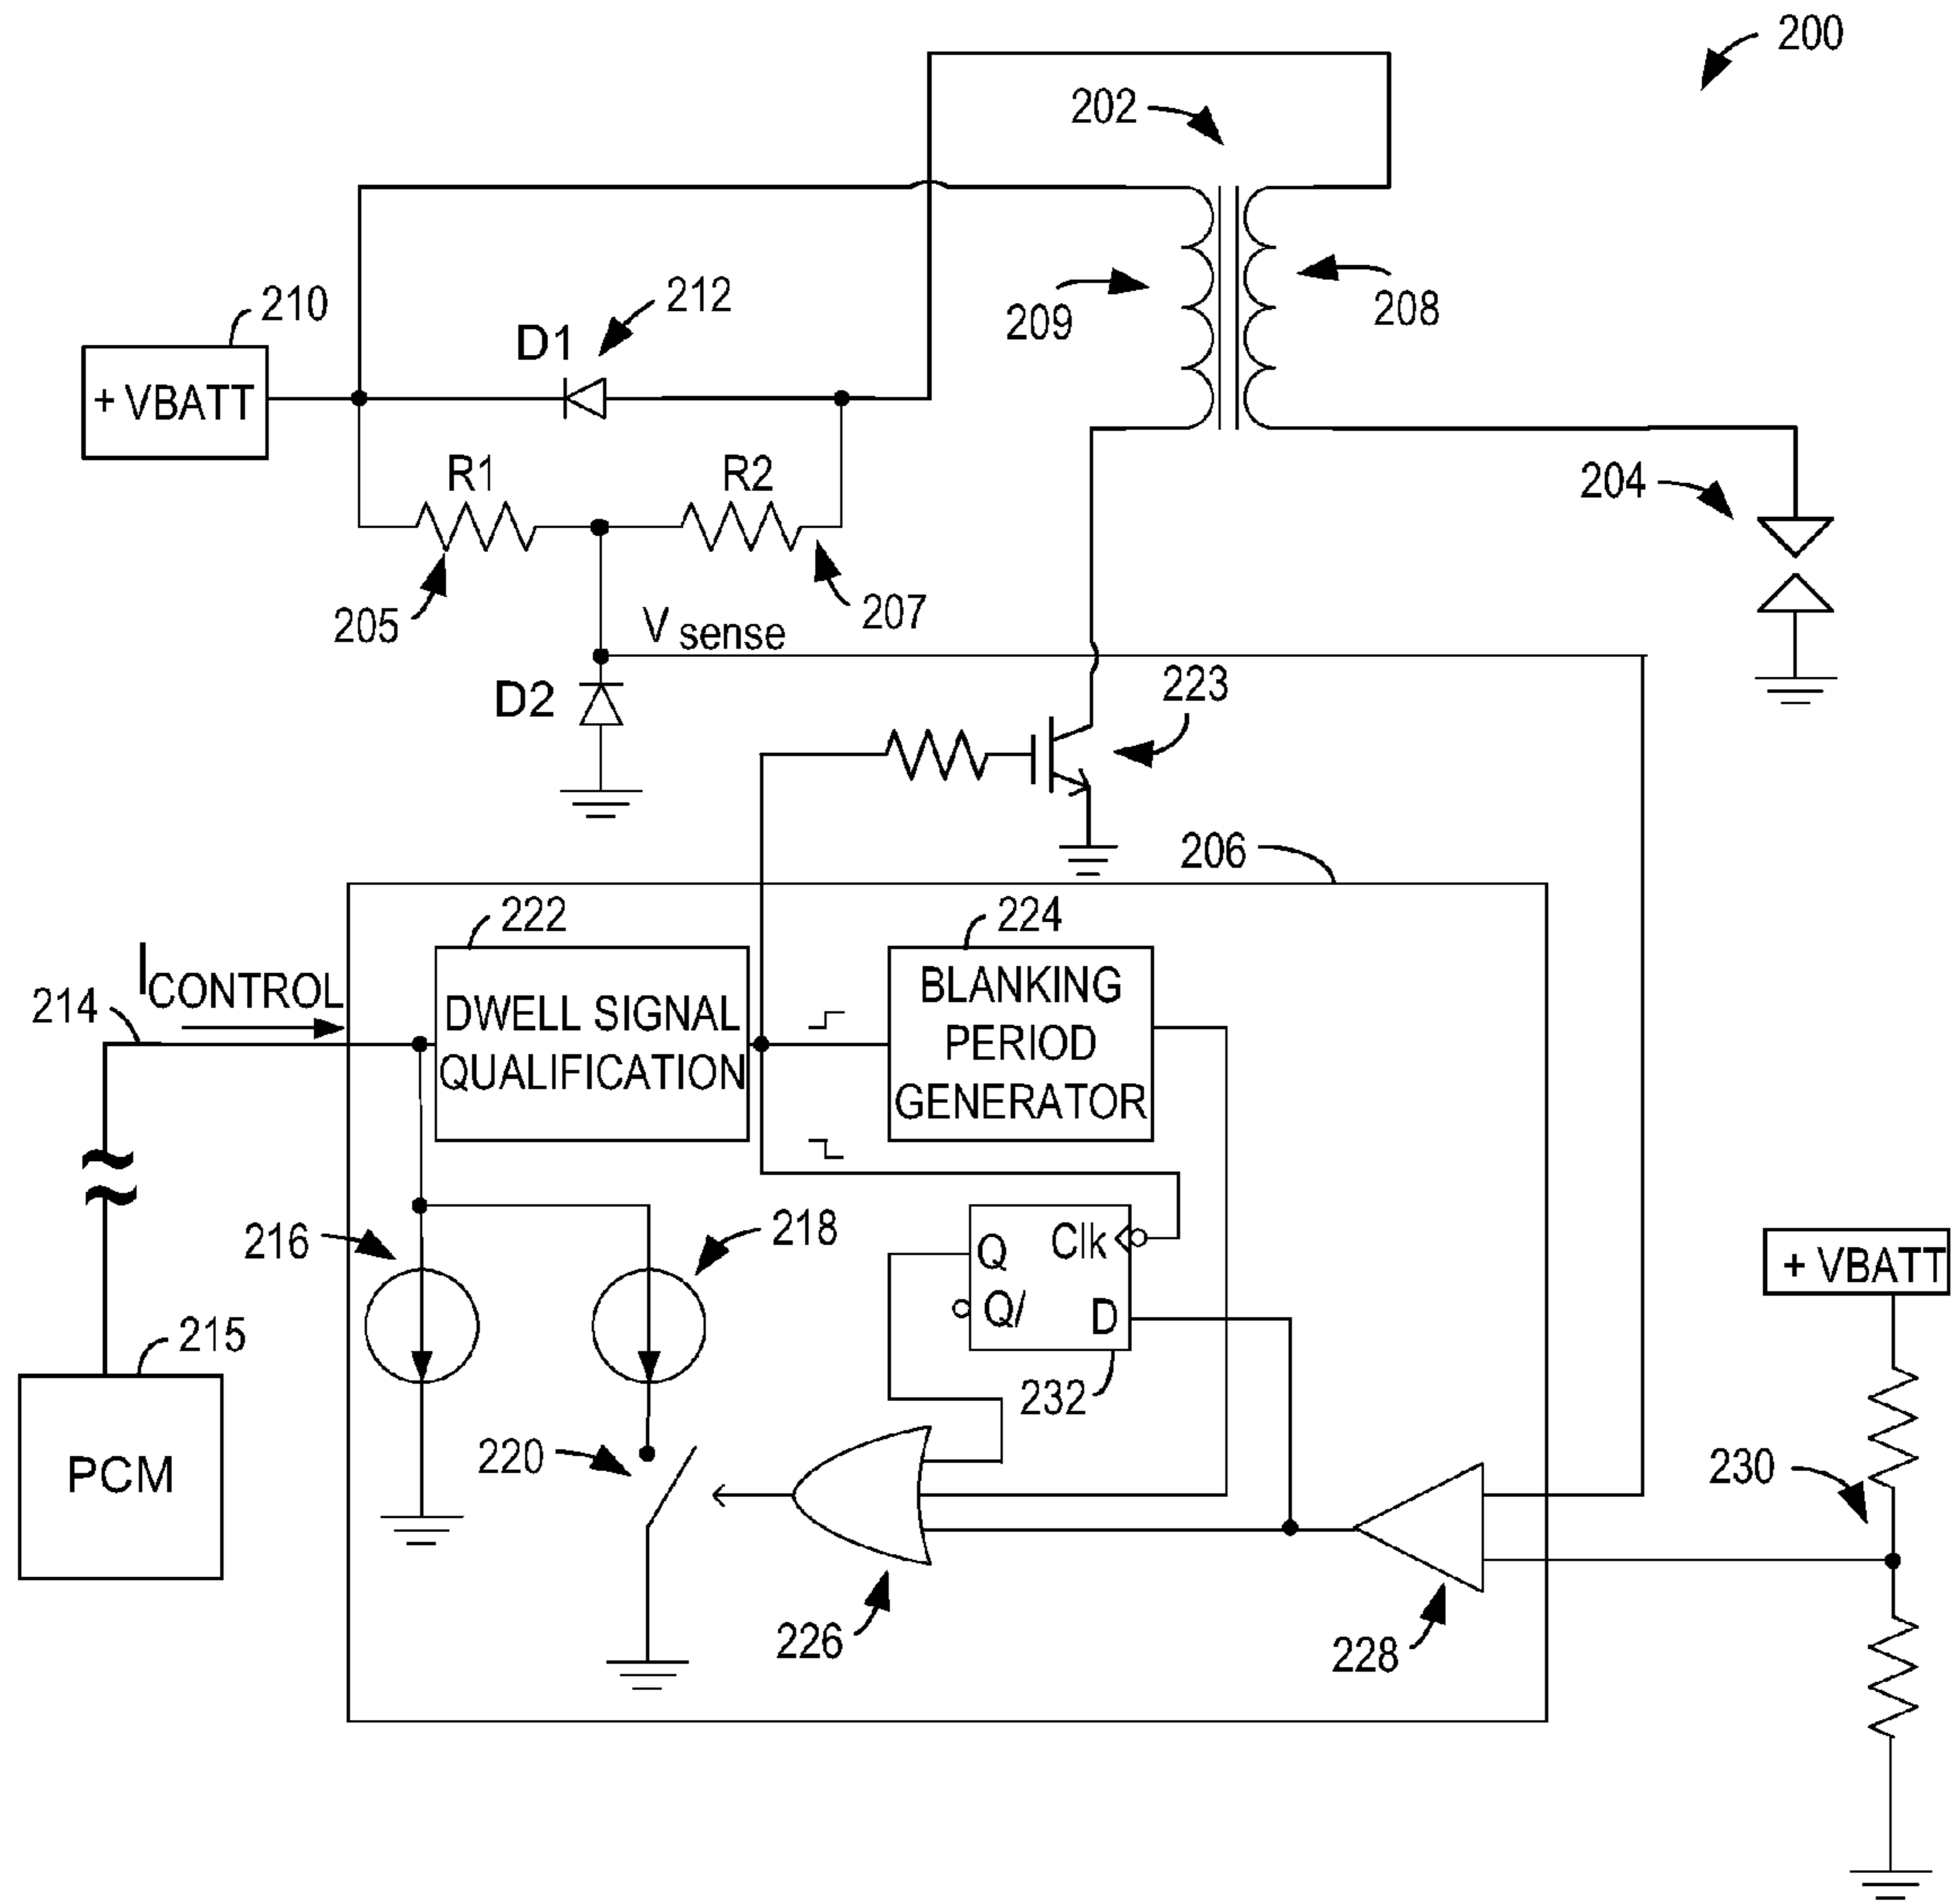 200
202
210
D1
212
209
208
+ VBATT
R1
R2
204
205
207
V sense
D2
223
206
222
224
ICONTROL
214
DWELL SIGNAL
QUALIFICATION
BLANKING
PERIOD
GENERATOR
216
218
Q
Clk
Q/
D
+ VBATT
215
232
220
PCM
230
226
228